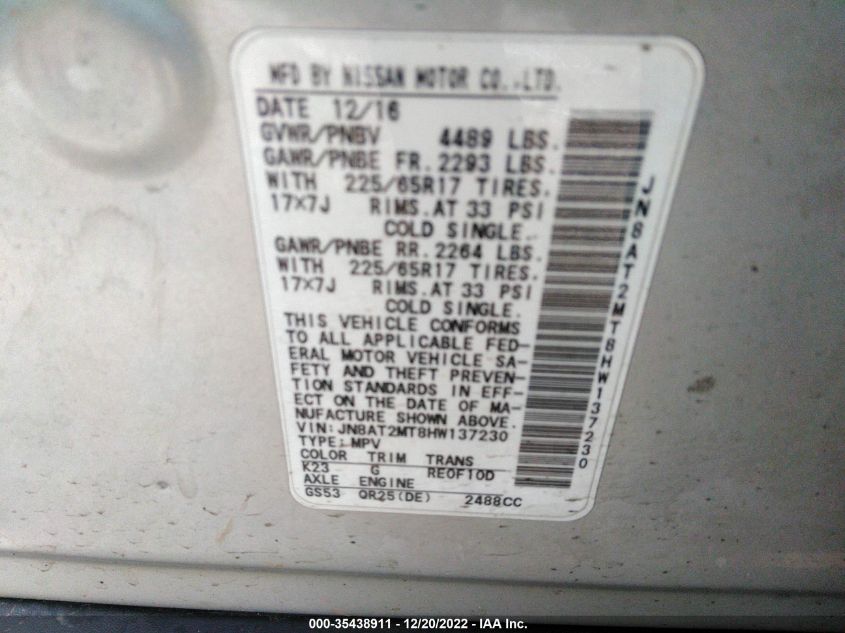 MFD BY NISSAN MOTOR CO.,LTD.
DATE 12/16
GVWR/PNBV 4489 LBS.
GAWR/PNBE FR. 2293 LBS.
WITH 225/65R17 TIRES.
17×7J RIMS.AT 33 PSI
COLD SINGLE.
GAWR/PNBE RR. 2264 LBS.
WITH 225/65R17 TIRES.
17×7J RIMS.AT 33 PSI
COLD SINGLE.
THIS VEHICLE CONFORMS
TO ALL APPLICABLE FED-
ERAL MOTOR VEHICLE SA-
FETY AND THEFT PREVEN-
TION STANDARDS IN EFF-
ECT ON THE DATE OF MA-
NUFACTURE SHOWN ABOVE.
VIN: JN8AT2MT8HW137230
TYPE: MPV
COLOR TRIM TRANS
K23 G RE0F10D
AXLE ENGINE
GS53 QR25(DE) 2488CC
JN8AT2MT8HW137230
000-35438911 - 12/20/2022 - IAA Inc.